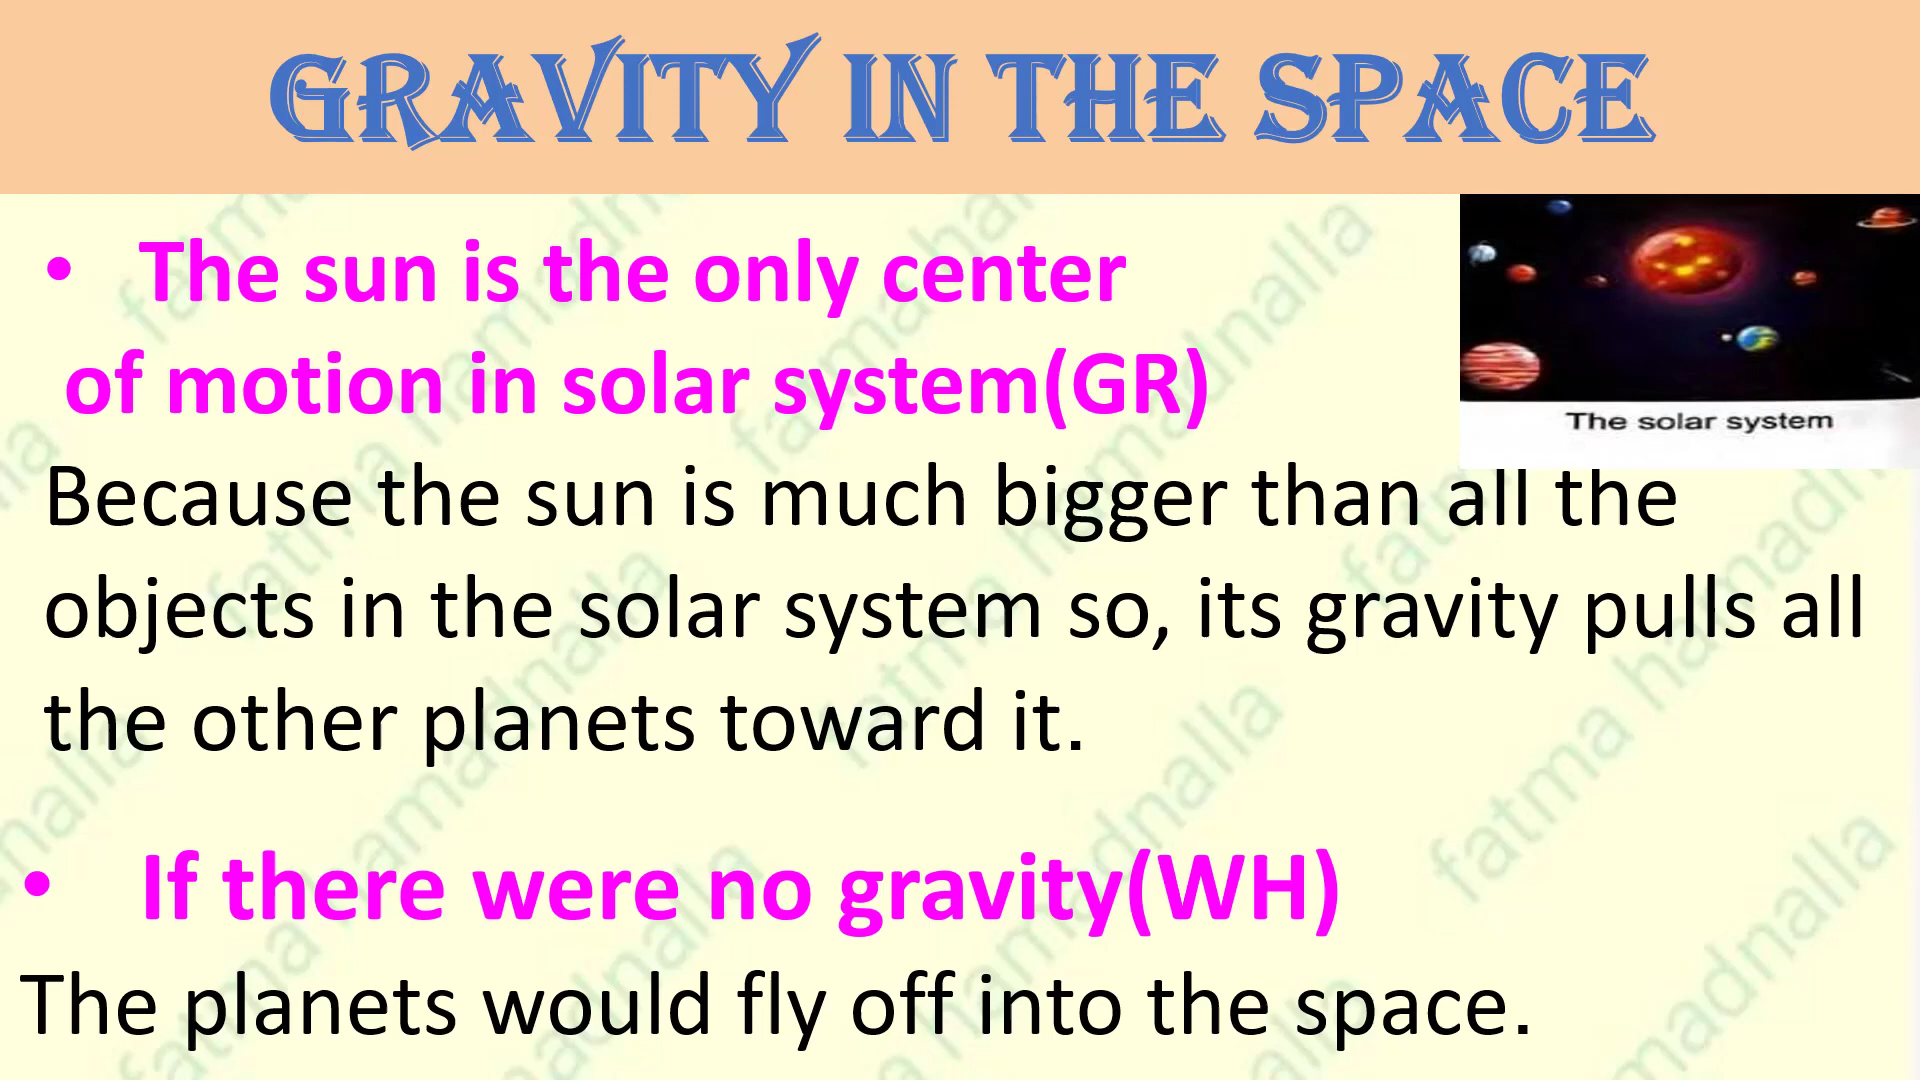 GRAVITY IN THE SPACE
• The sun is the only center
of motion in solar system(GR)
The solar system
Because the sun is much bigger than all the
objects in the solar system so, its gravity pulls all
the other planets toward it.
• If there were no gravity(WH)
The planets would fly off into the space.
fatma hamadnalla